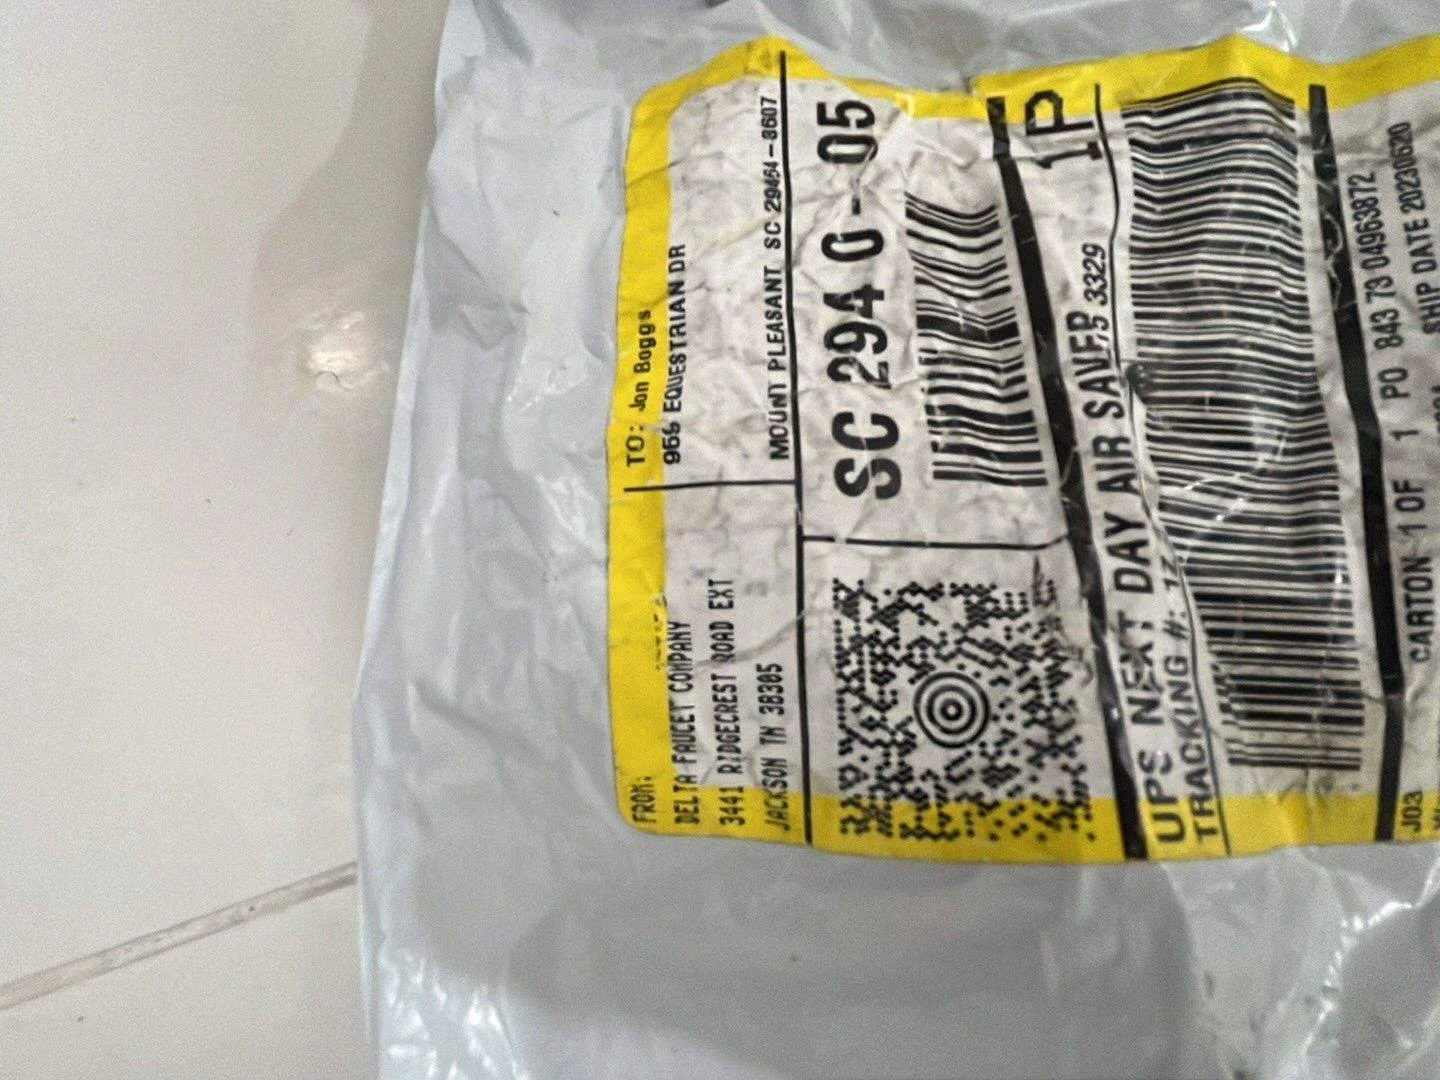 FROM:
DELTA FAUCET COMPANY
3441 RIDGECREST ROAD EXT
JACKSON TN 38305
TO: Jon Baggs
EQUESTRIAN DR
MOUNT PLEASANT SC 29464-8607
SC 294 0-05
UPS NEXT DAY AIR SAVER
1P
TRACKING #: 1Z 3329
CARTON 1 OF 1 PO 843 73 04963872
SHIP DATE 20230620